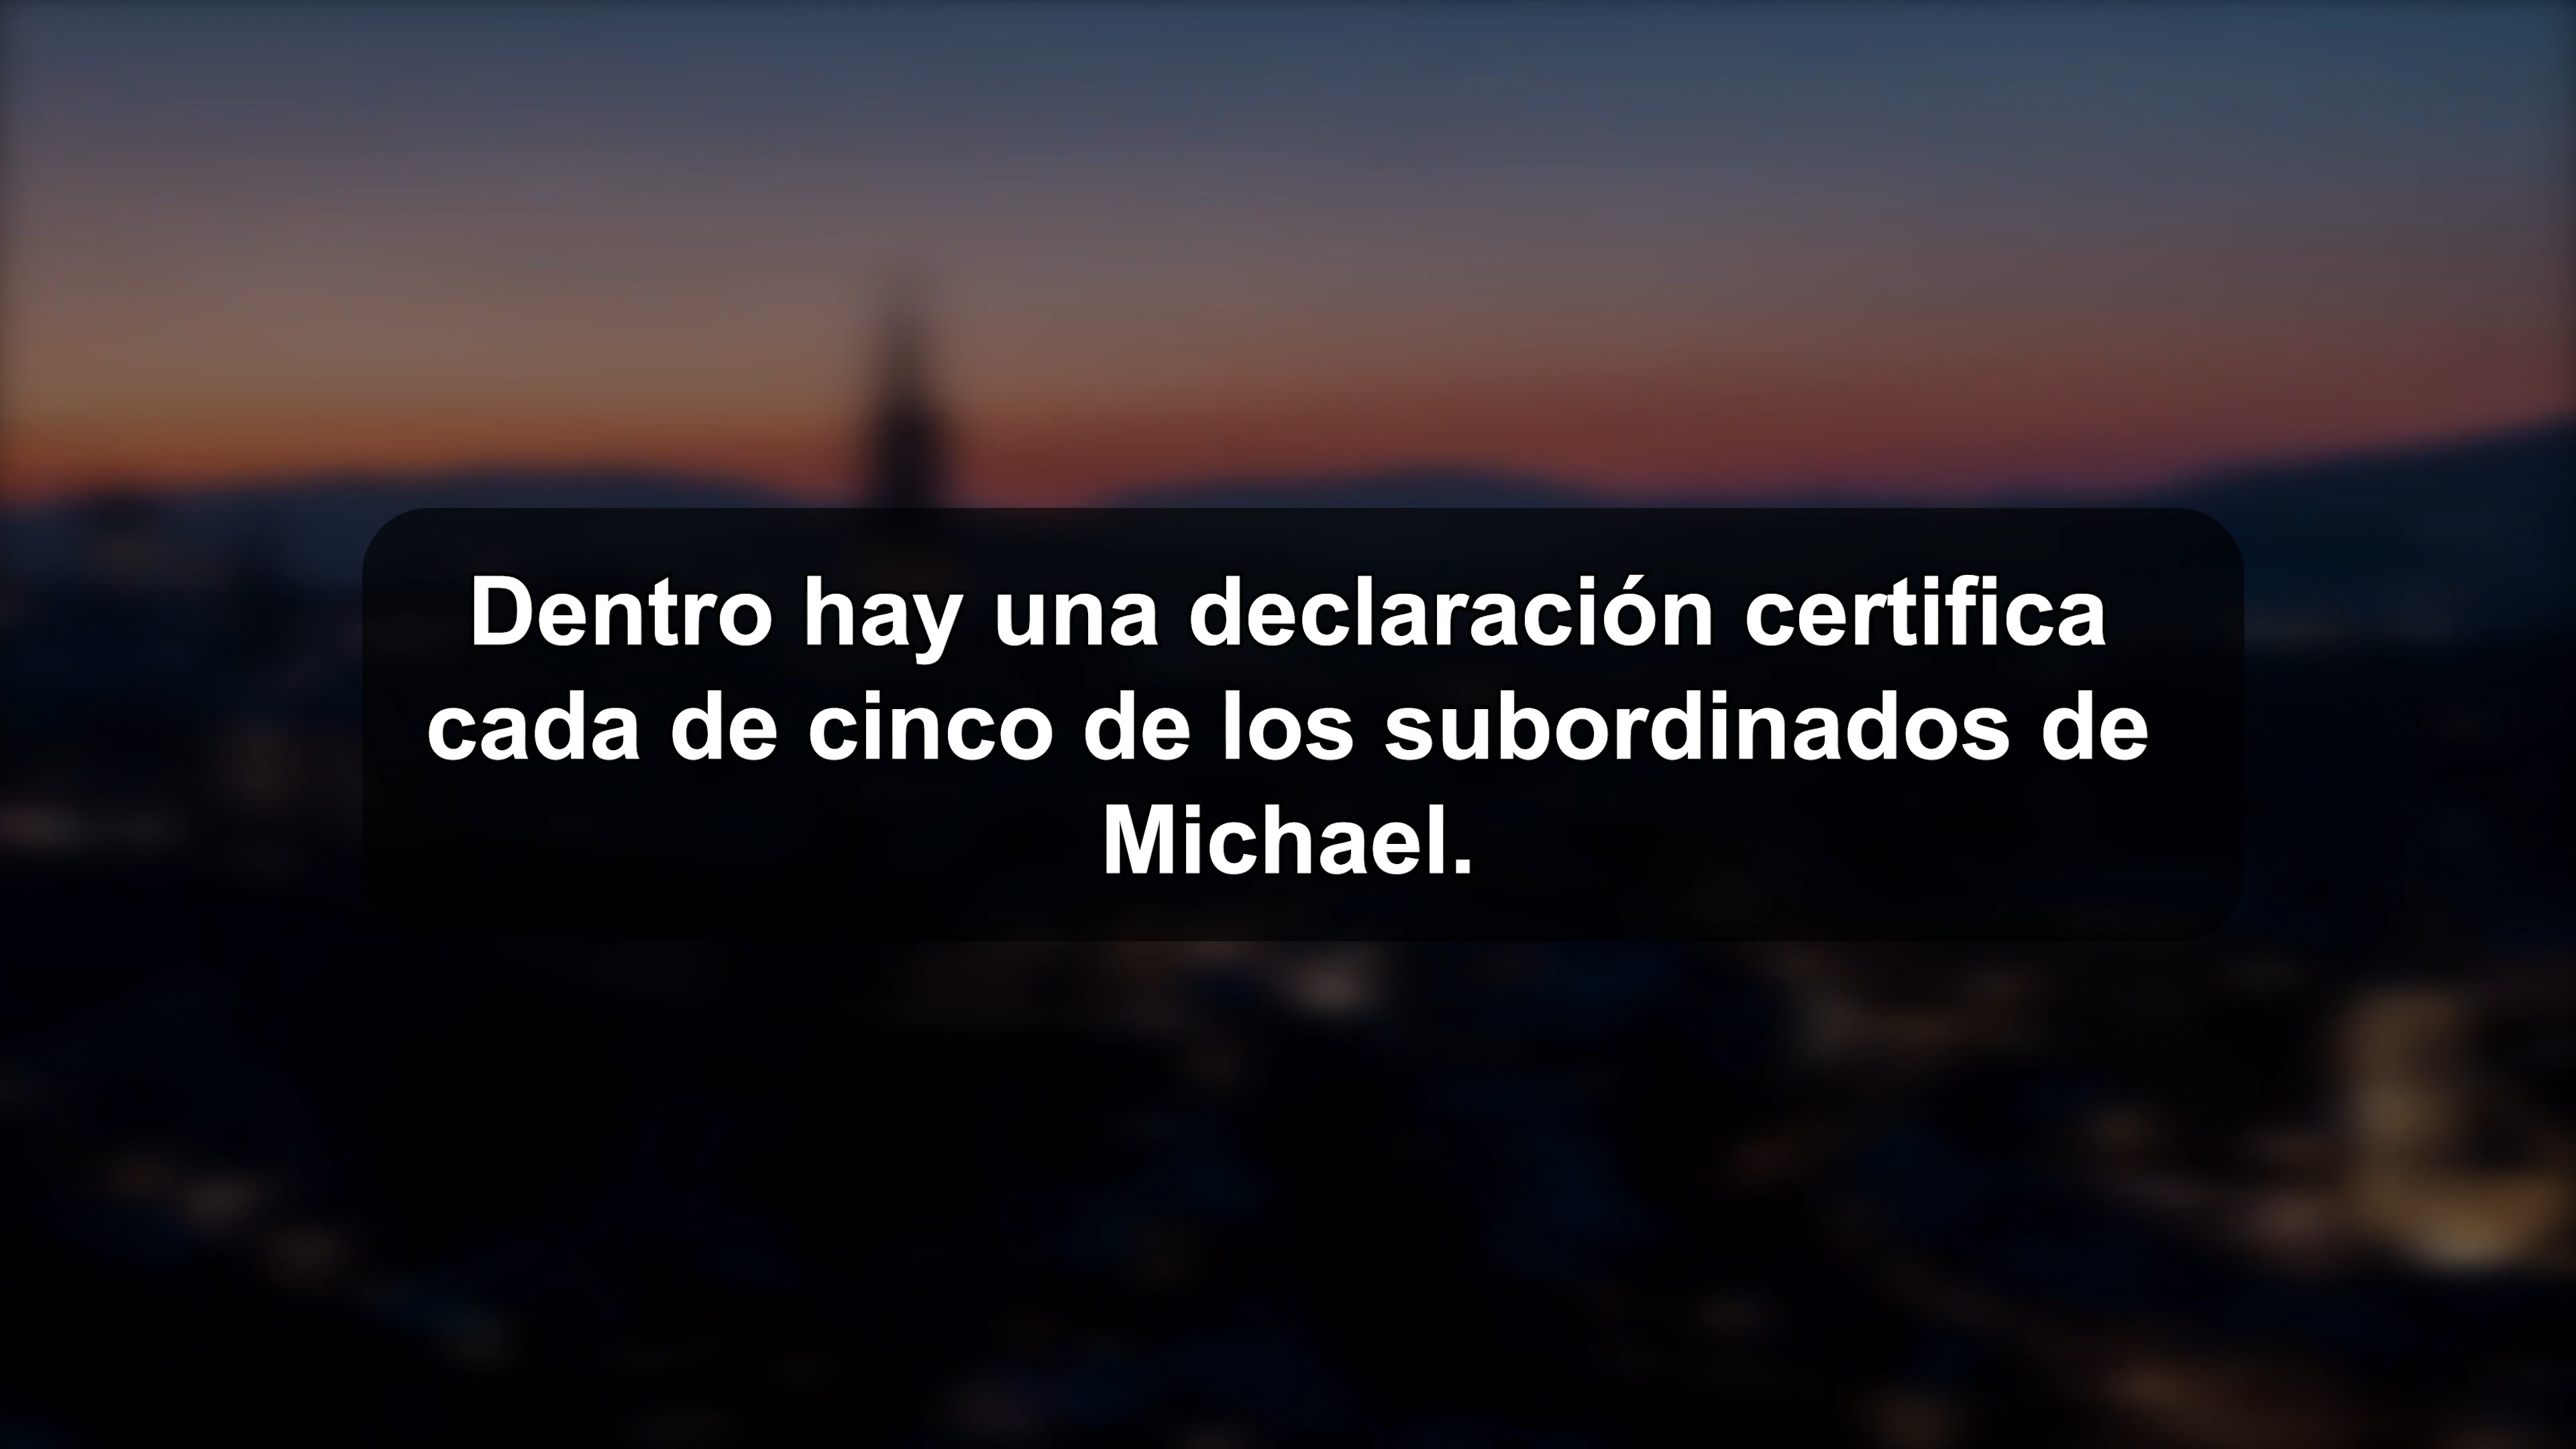 Dentro hay una declaración certifica
cada de cinco de los subordinados de
Michael.